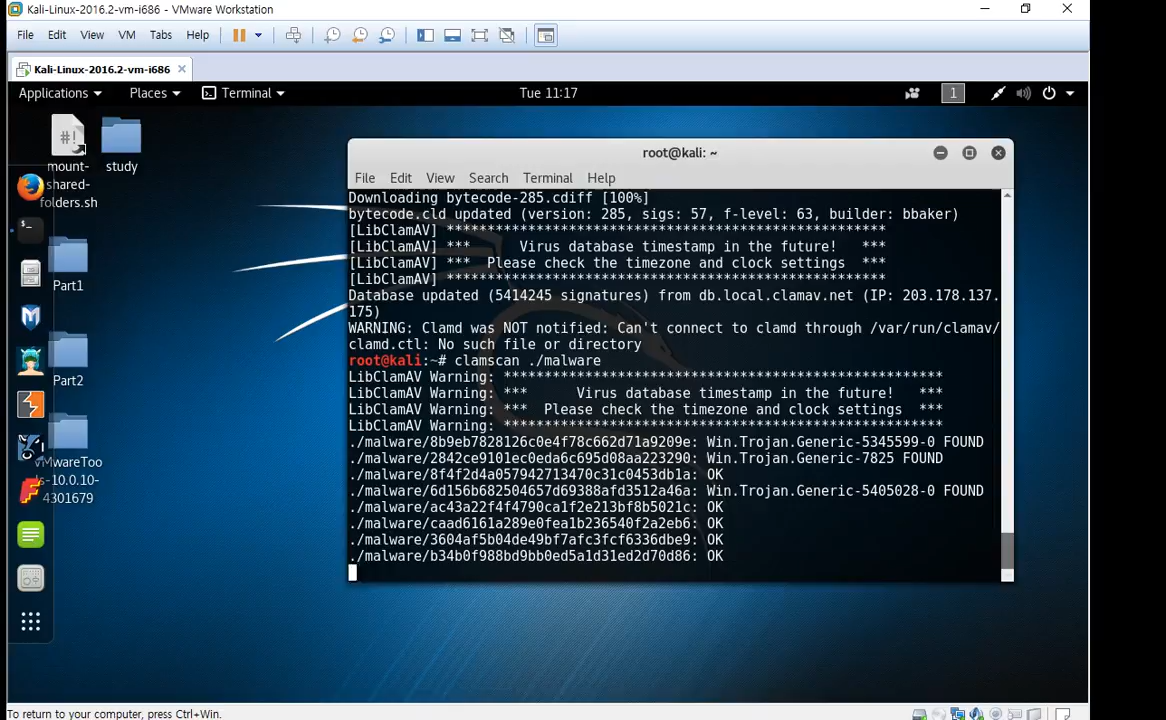 Kali-Linux-2016.2-vm-i686 - VMware Workstation
File Edit View VM Tabs Help
Kali-Linux-2016.2-vm-i686
Applications Places Terminal Tue 11:17 1
#!
mount-
shared-
folders.sh
study
Part1
Part2
VMwareToo
ls-10.0.10-
4301679
root@kali: ~
File Edit View Search Terminal Help
Downloading bytecode-285.cdiff [100%]
bytecode.cld updated (version: 285, sigs: 57, f-level: 63, builder: bbaker)
[LibClamAV] **************************************************
[LibClamAV] ***      Virus database timestamp in the future!   ***
[LibClamAV] ***  Please check the timezone and clock settings  ***
[LibClamAV] **************************************************
Database updated (5414245 signatures) from db.local.clamav.net (IP: 203.178.137.
175)
WARNING: Clamd was NOT notified: Can't connect to clamd through /var/run/clamav/
clamd.ctl: No such file or directory
root@kali:~# clamscan ./malware
LibClamAV Warning: **************************************************
LibClamAV Warning: ***      Virus database timestamp in the future!   ***
LibClamAV Warning: ***  Please check the timezone and clock settings  ***
LibClamAV Warning: **************************************************
./malware/8b9eb7828126c0e4f78c662d71a9209e: Win.Trojan.Generic-5345599-0 FOUND
./malware/2842ce9101ec0eda6c695d08aa223290: Win.Trojan.Generic-7825 FOUND
./malware/8f4f2d4a057942713470c31c0453db1a: OK
./malware/6d156b682504657d69388afd3512a46a: Win.Trojan.Generic-5405028-0 FOUND
./malware/ac43a22f4f4790ca1f2e213bf8b5021c: OK
./malware/caad6161a289e0fea1b236540f2a2eb6: OK
./malware/3604af5b04de49bf7afc3fcf6336dbe9: OK
./malware/b34b0f988bd9bb0ed5a1d31ed2d70d86: OK
To return to your computer, press Ctrl+Win.